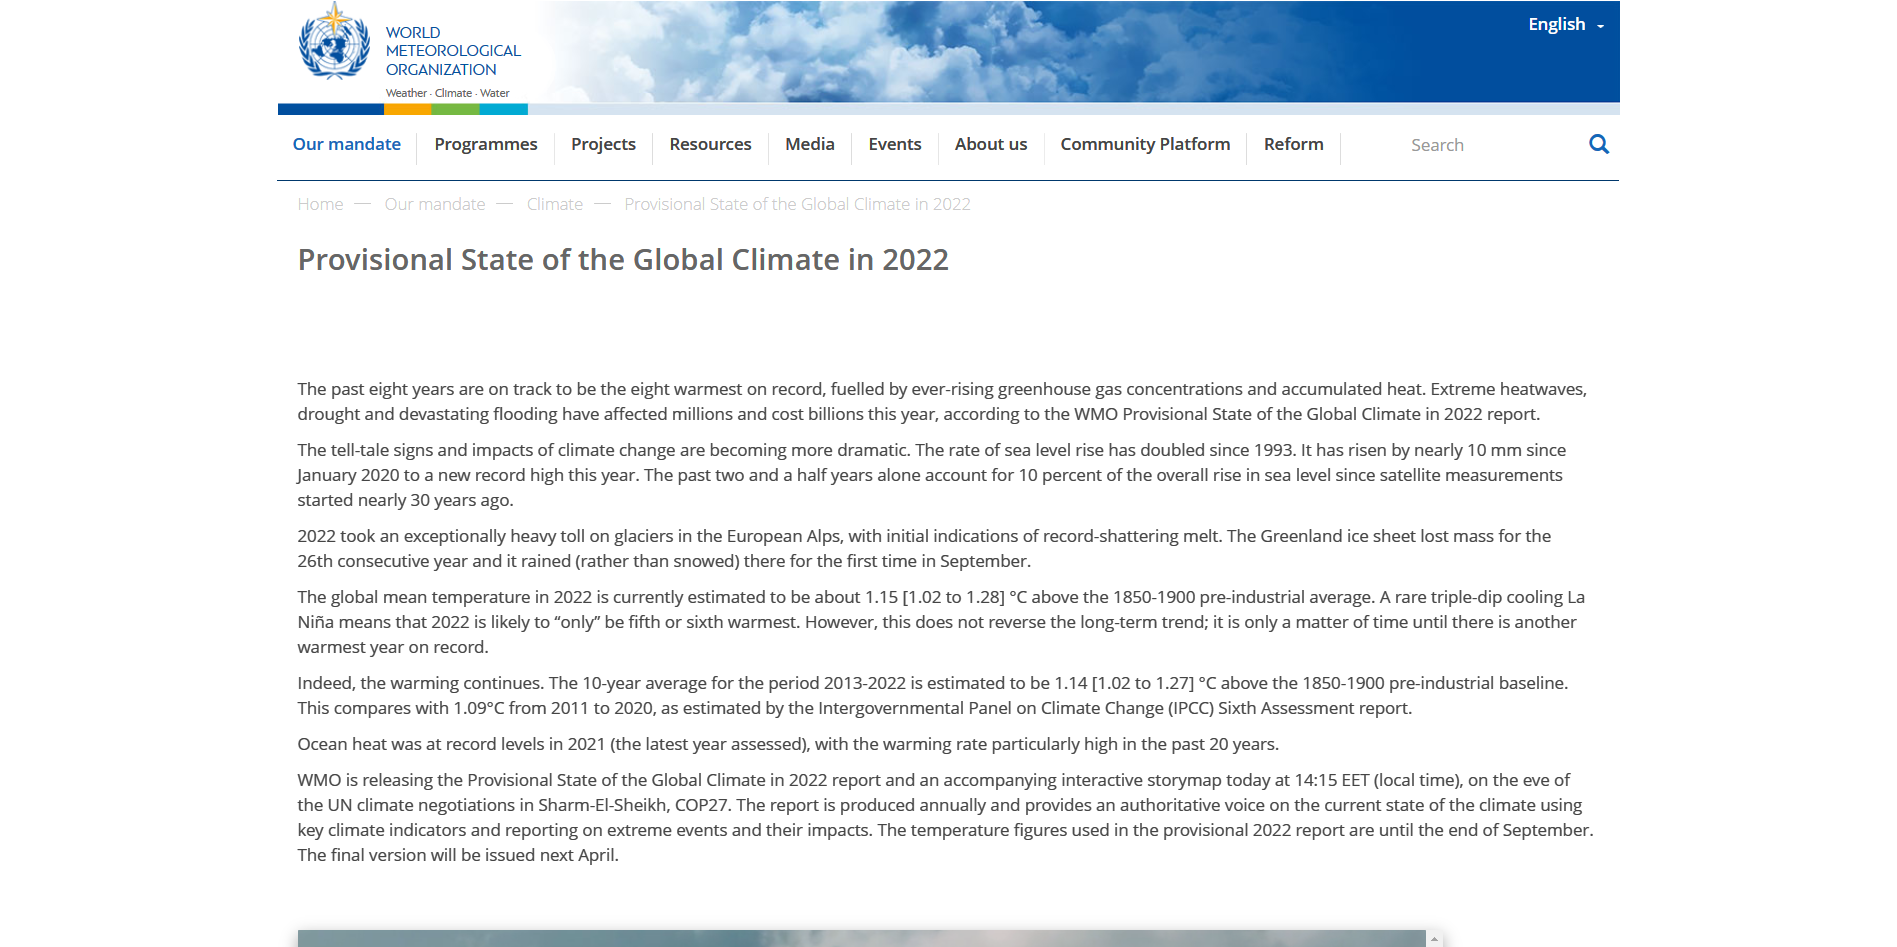 WORLD
METEOROLOGICAL
ORGANIZATION
Weather · Climate · Water
English
Our mandate
Programmes
Projects
Resources
Media
Events
About us
Community Platform
Reform
Search
Home — Our mandate — Climate — Provisional State of the Global Climate in 2022
Provisional State of the Global Climate in 2022
The past eight years are on track to be the eight warmest on record, fuelled by ever-rising greenhouse gas concentrations and accumulated heat. Extreme heatwaves,
drought and devastating flooding have affected millions and cost billions this year, according to the WMO Provisional State of the Global Climate in 2022 report.
The tell-tale signs and impacts of climate change are becoming more dramatic. The rate of sea level rise has doubled since 1993. It has risen by nearly 10 mm since
January 2020 to a new record high this year. The past two and a half years alone account for 10 percent of the overall rise in sea level since satellite measurements
started nearly 30 years ago.
2022 took an exceptionally heavy toll on glaciers in the European Alps, with initial indications of record-shattering melt. The Greenland ice sheet lost mass for the
26th consecutive year and it rained (rather than snowed) there for the first time in September.
The global mean temperature in 2022 is currently estimated to be about 1.15 [1.02 to 1.28] °C above the 1850-1900 pre-industrial average. A rare triple-dip cooling La
Niña means that 2022 is likely to “only” be fifth or sixth warmest. However, this does not reverse the long-term trend; it is only a matter of time until there is another
warmest year on record.
Indeed, the warming continues. The 10-year average for the period 2013-2022 is estimated to be 1.14 [1.02 to 1.27] °C above the 1850-1900 pre-industrial baseline.
This compares with 1.09°C from 2011 to 2020, as estimated by the Intergovernmental Panel on Climate Change (IPCC) Sixth Assessment report.
Ocean heat was at record levels in 2021 (the latest year assessed), with the warming rate particularly high in the past 20 years.
WMO is releasing the Provisional State of the Global Climate in 2022 report and an accompanying interactive storymap today at 14:15 EET (local time), on the eve of
the UN climate negotiations in Sharm-El-Sheikh, COP27. The report is produced annually and provides an authoritative voice on the current state of the climate using
key climate indicators and reporting on extreme events and their impacts. The temperature figures used in the provisional 2022 report are until the end of September.
The final version will be issued next April.